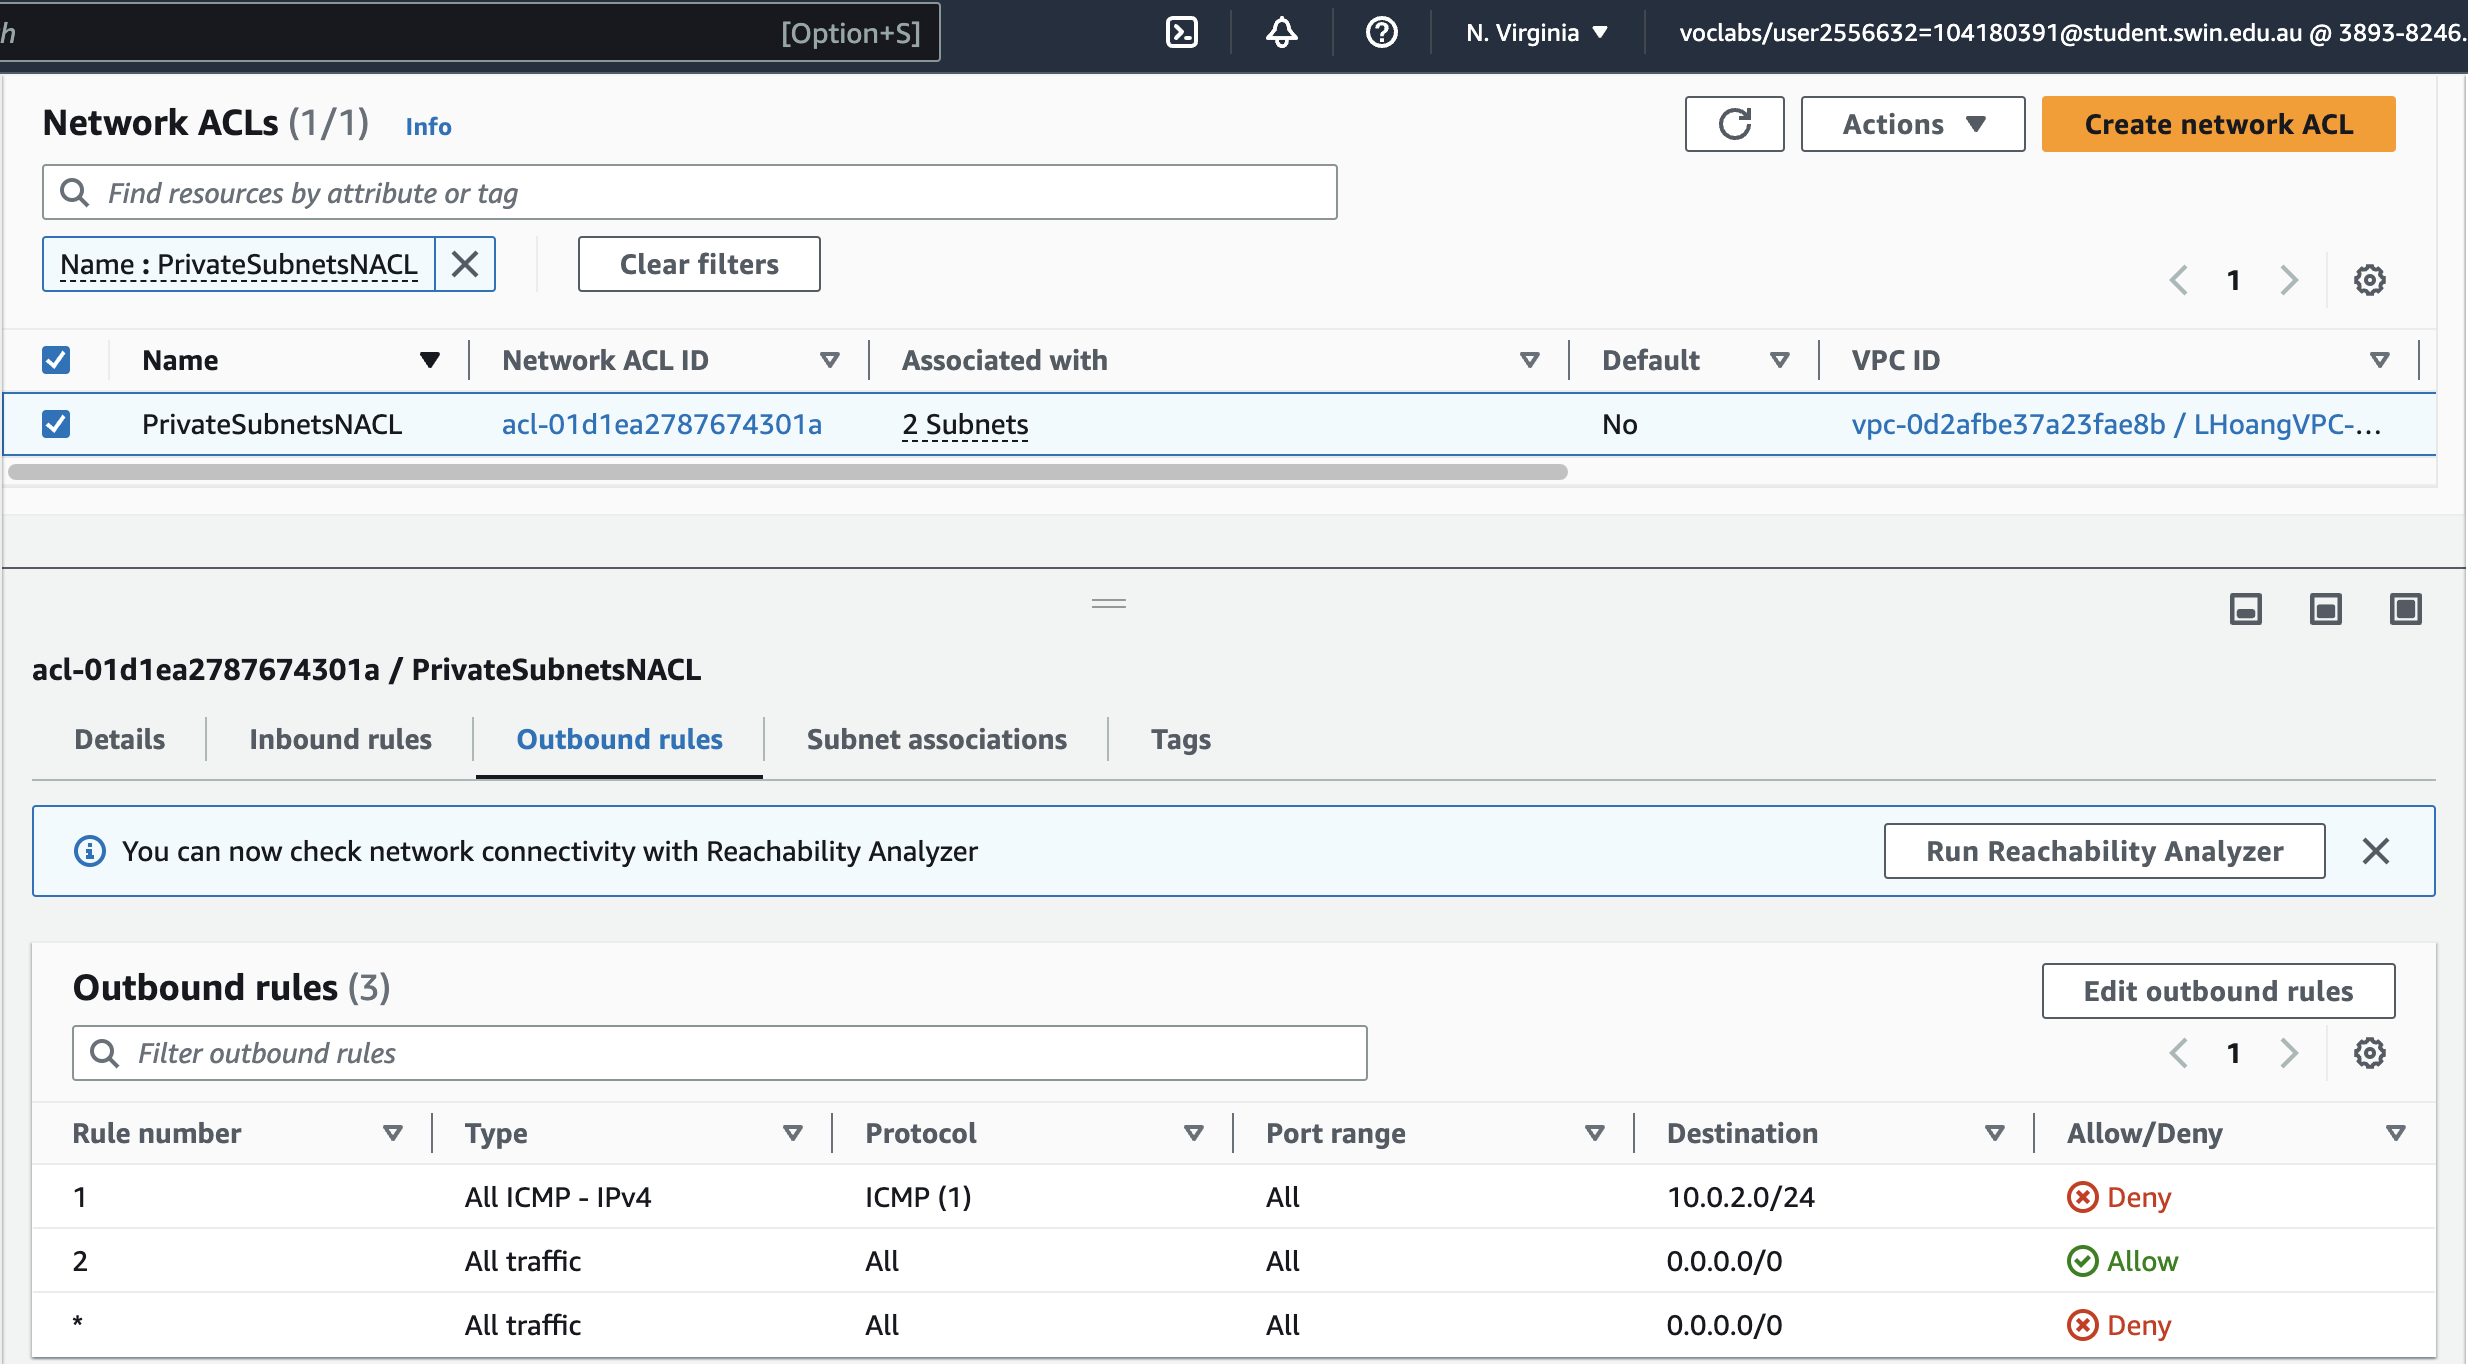 h [Option+S] N. Virginia ▼ voclabs/user2556632=104180391@student.swin.edu.au @ 3893-8246.
Network ACLs (1/1) Info Actions ▼ Create network ACL
Find resources by attribute or tag
Name : PrivateSubnetsNACL Clear filters 1
Name Network ACL ID Associated with Default VPC ID
PrivateSubnetsNACL acl-01d1ea2787674301a 2 Subnets No vpc-0d2afbe37a23fae8b / LHoangVPC-...
acl-01d1ea2787674301a / PrivateSubnetsNACL
Details Inbound rules Outbound rules Subnet associations Tags
You can now check network connectivity with Reachability Analyzer Run Reachability Analyzer
Outbound rules (3) Edit outbound rules
Filter outbound rules 1
Rule number Type Protocol Port range Destination Allow/Deny
1 All ICMP - IPv4 ICMP (1) All 10.0.2.0/24 Deny
2 All traffic All All 0.0.0.0/0 Allow
* All traffic All All 0.0.0.0/0 Deny